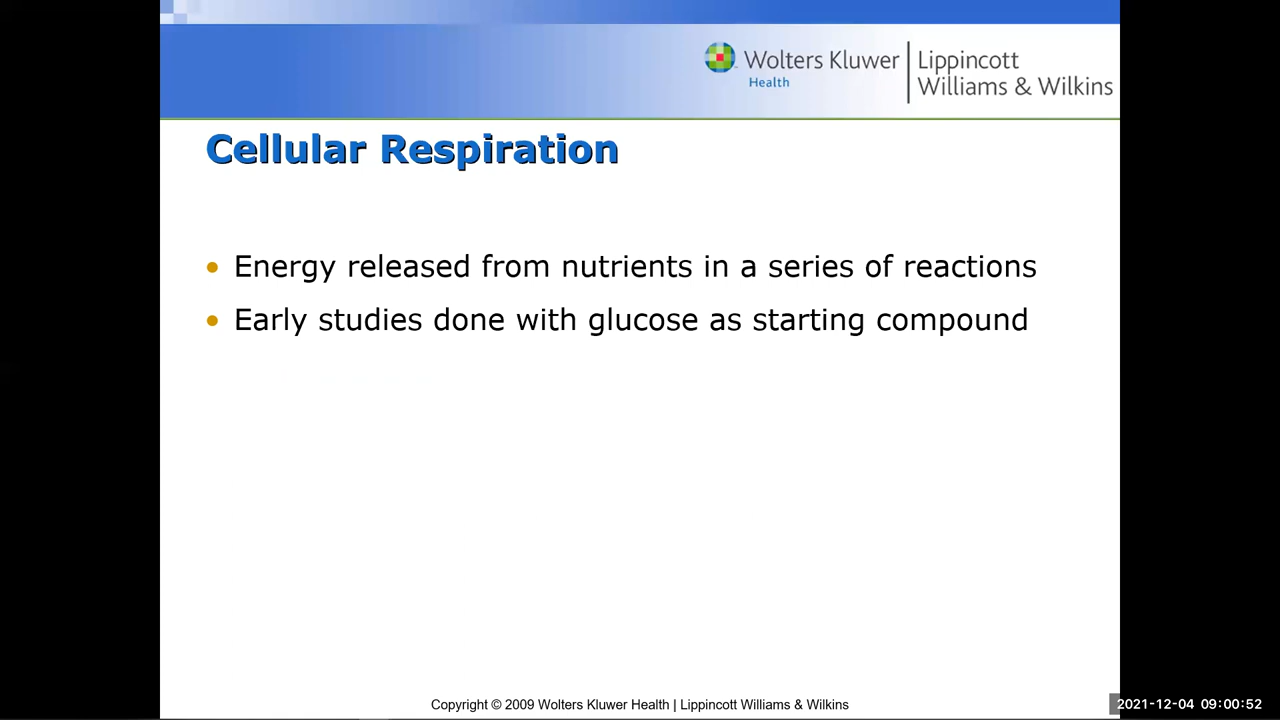 Wolters Kluwer
Health
Lippincott
Williams & Wilkins
Cellular Respiration
• Energy released from nutrients in a series of reactions
• Early studies done with glucose as starting compound
Copyright © 2009 Wolters Kluwer Health | Lippincott Williams & Wilkins
2021-12-04 09:00:52